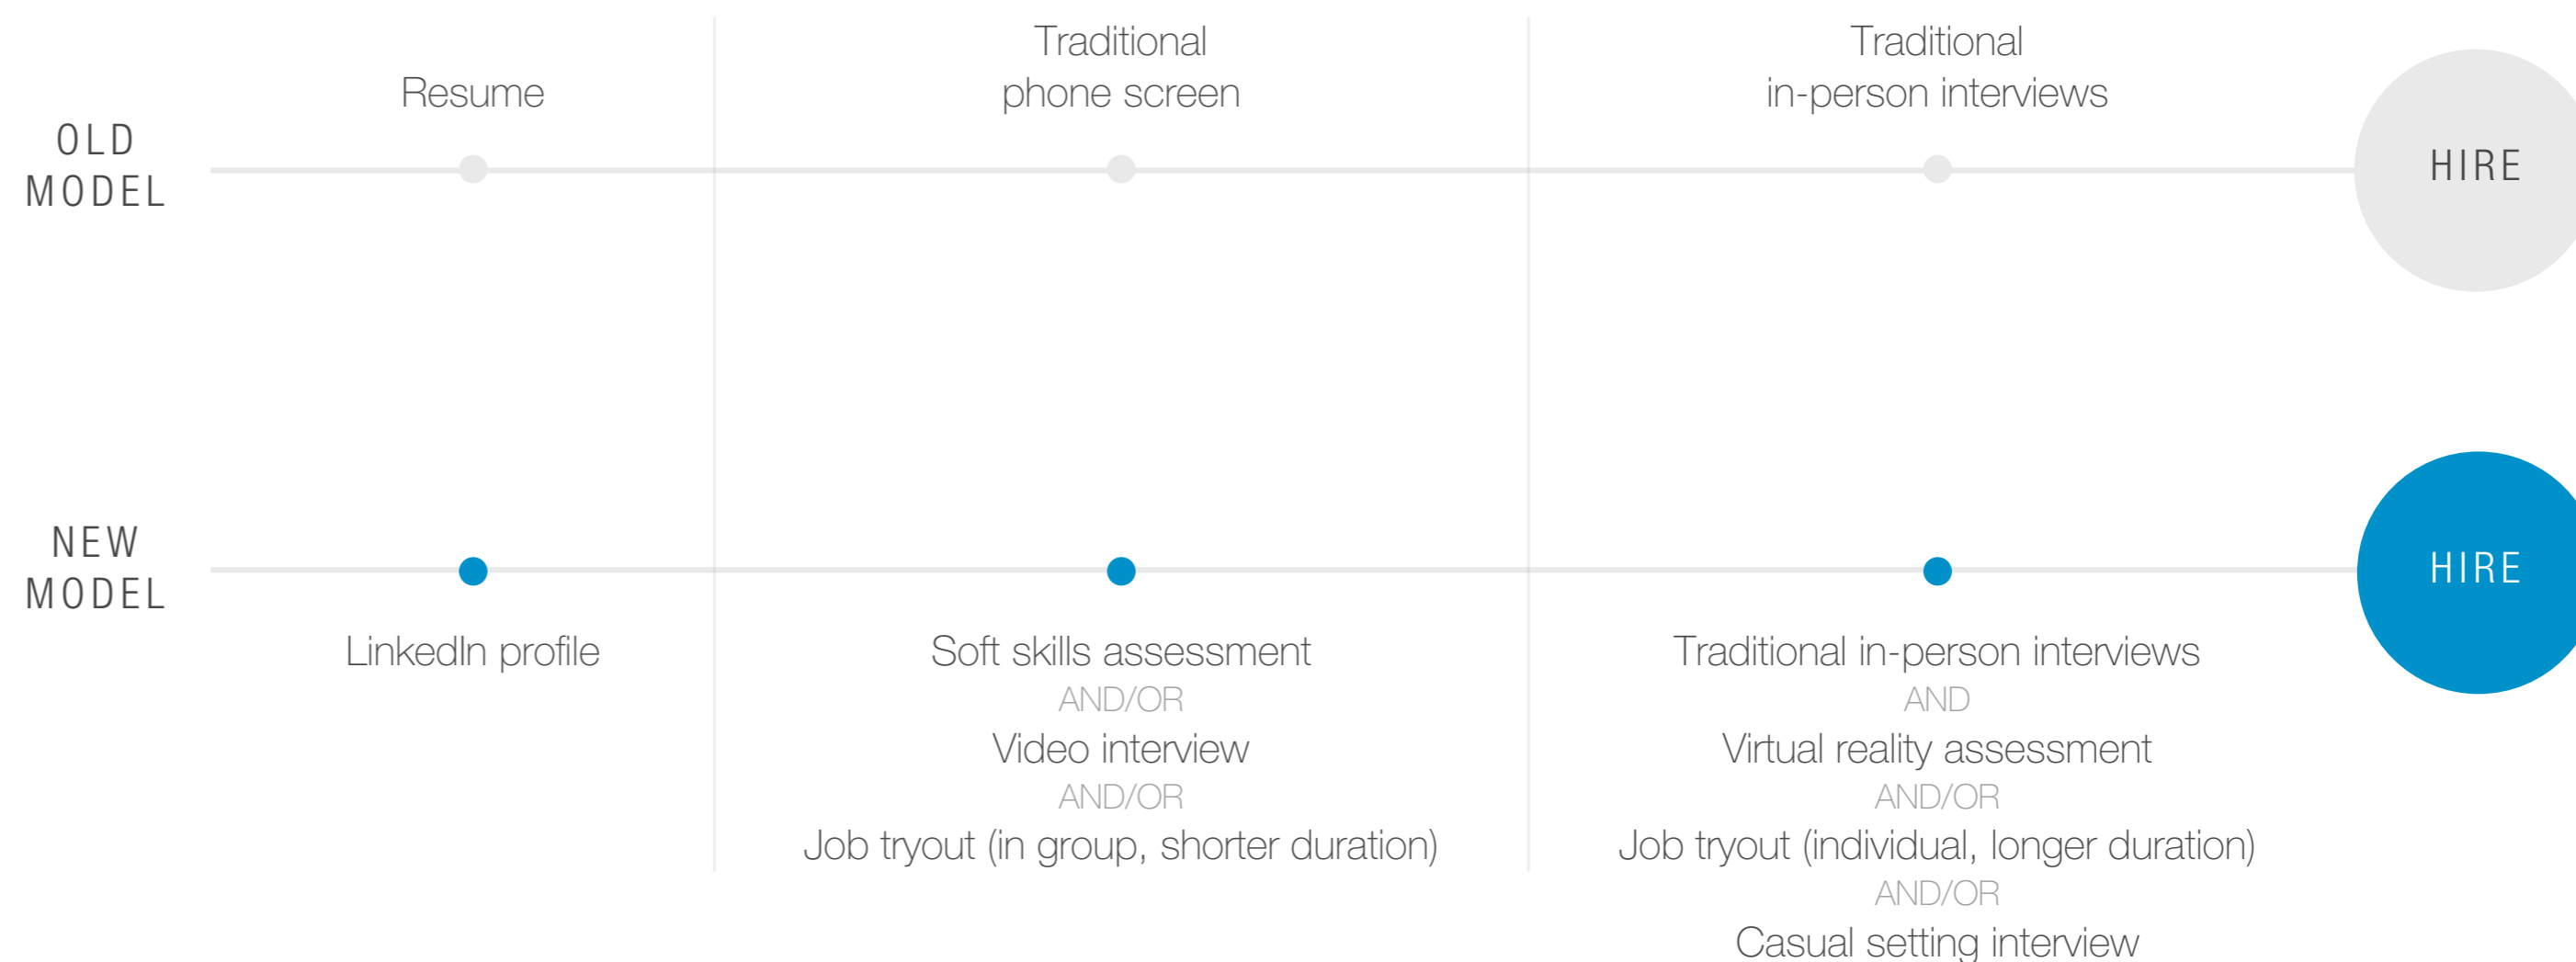 OLD
MODEL
Resume
Traditional
phone screen
Traditional
in-person interviews
HIRE
NEW
MODEL
LinkedIn profile
Soft skills assessment
AND/OR
Video interview
AND/OR
Job tryout (in group, shorter duration)
Traditional in-person interviews
AND
Virtual reality assessment
AND/OR
Job tryout (individual, longer duration)
AND/OR
Casual setting interview
HIRE